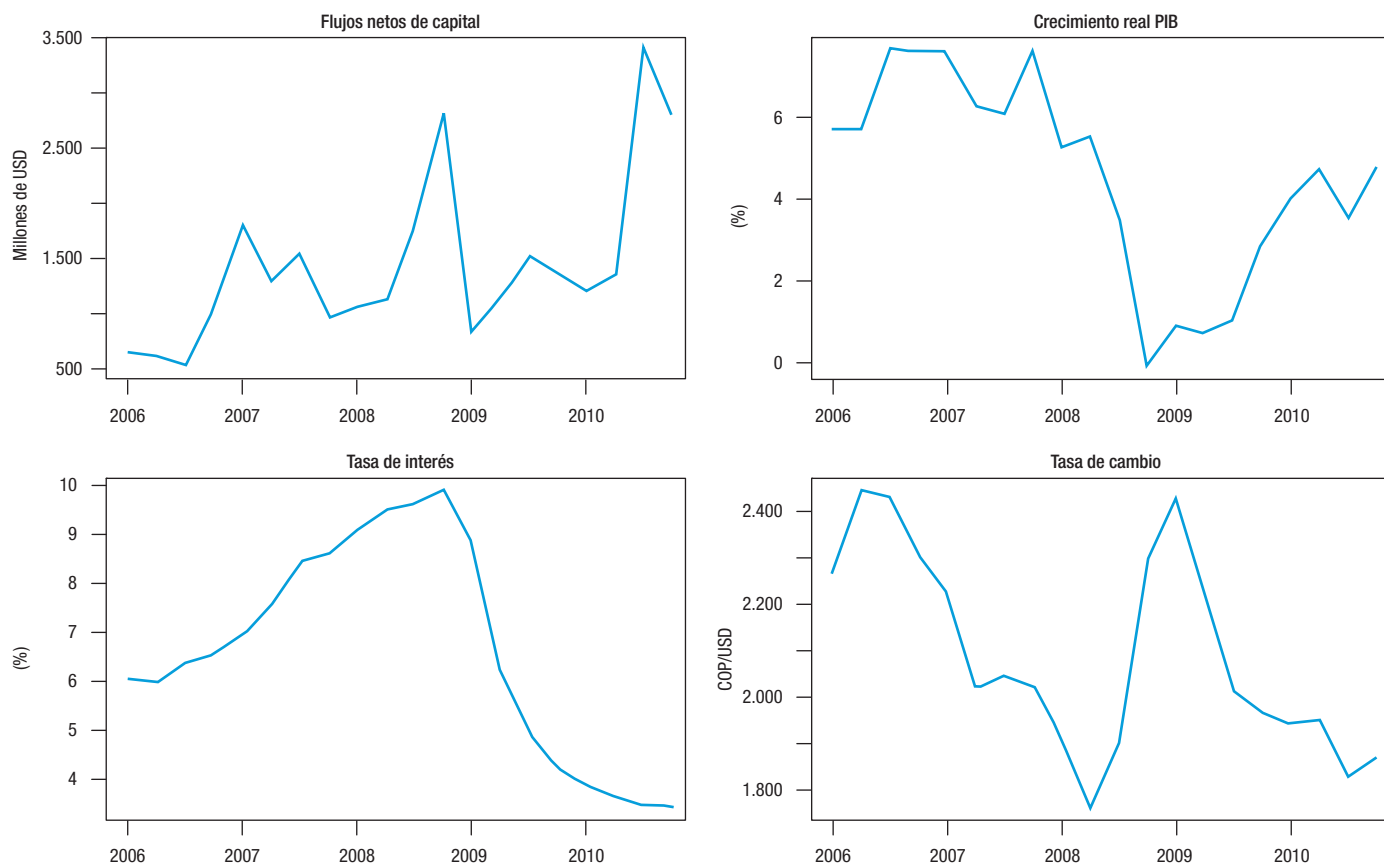 Flujos netos de capital
3.500
2.500
1.500
500
Millones de USD
2006 2007 2008 2009 2010
Crecimiento real PIB
6
4
2
0
(%)
2006 2007 2008 2009 2010
Tasa de interés
10
9
8
7
6
5
4
(%)
2006 2007 2008 2009 2010
Tasa de cambio
2.400
2.200
2.000
1.800
COP/USD
2006 2007 2008 2009 2010